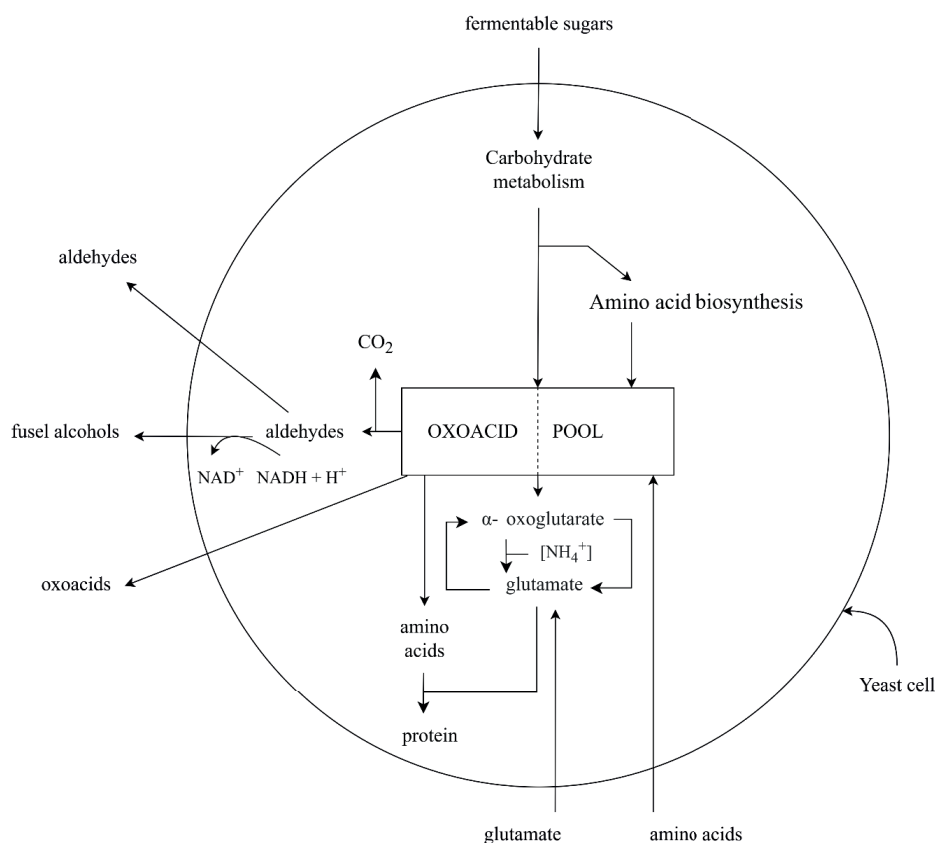 fermentable sugars
Carbohydrate
metabolism
aldehydes
Amino acid biosynthesis
CO2
OXOACID POOL
fusel alcohols
aldehydes
NAD+ NADH + H+
α- oxoglutarate
[NH4+]
oxoacids
glutamate
amino
acids
Yeast cell
protein
glutamate
amino acids